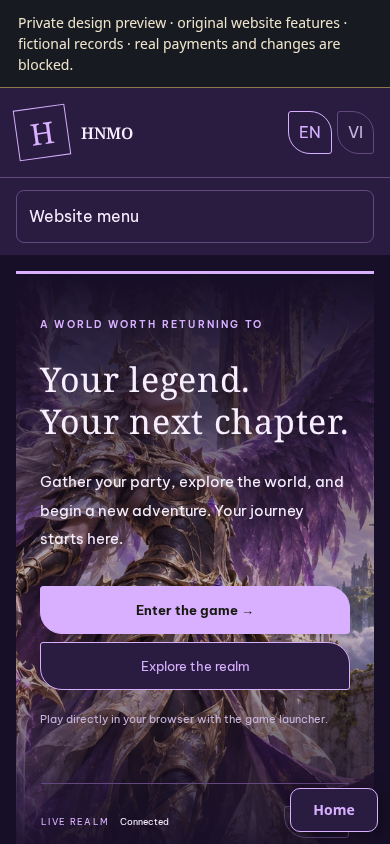 Private design preview · original website features ·
fictional records · real payments and changes are
blocked.
H
HNMO
EN
VI
Website menu
A WORLD WORTH RETURNING TO
Your legend.
Your next chapter.
Gather your party, explore the world, and
begin a new adventure. Your journey
starts here.
Enter the game →
Explore the realm
Play directly in your browser with the game launcher.
LIVE REALM Connected
Home